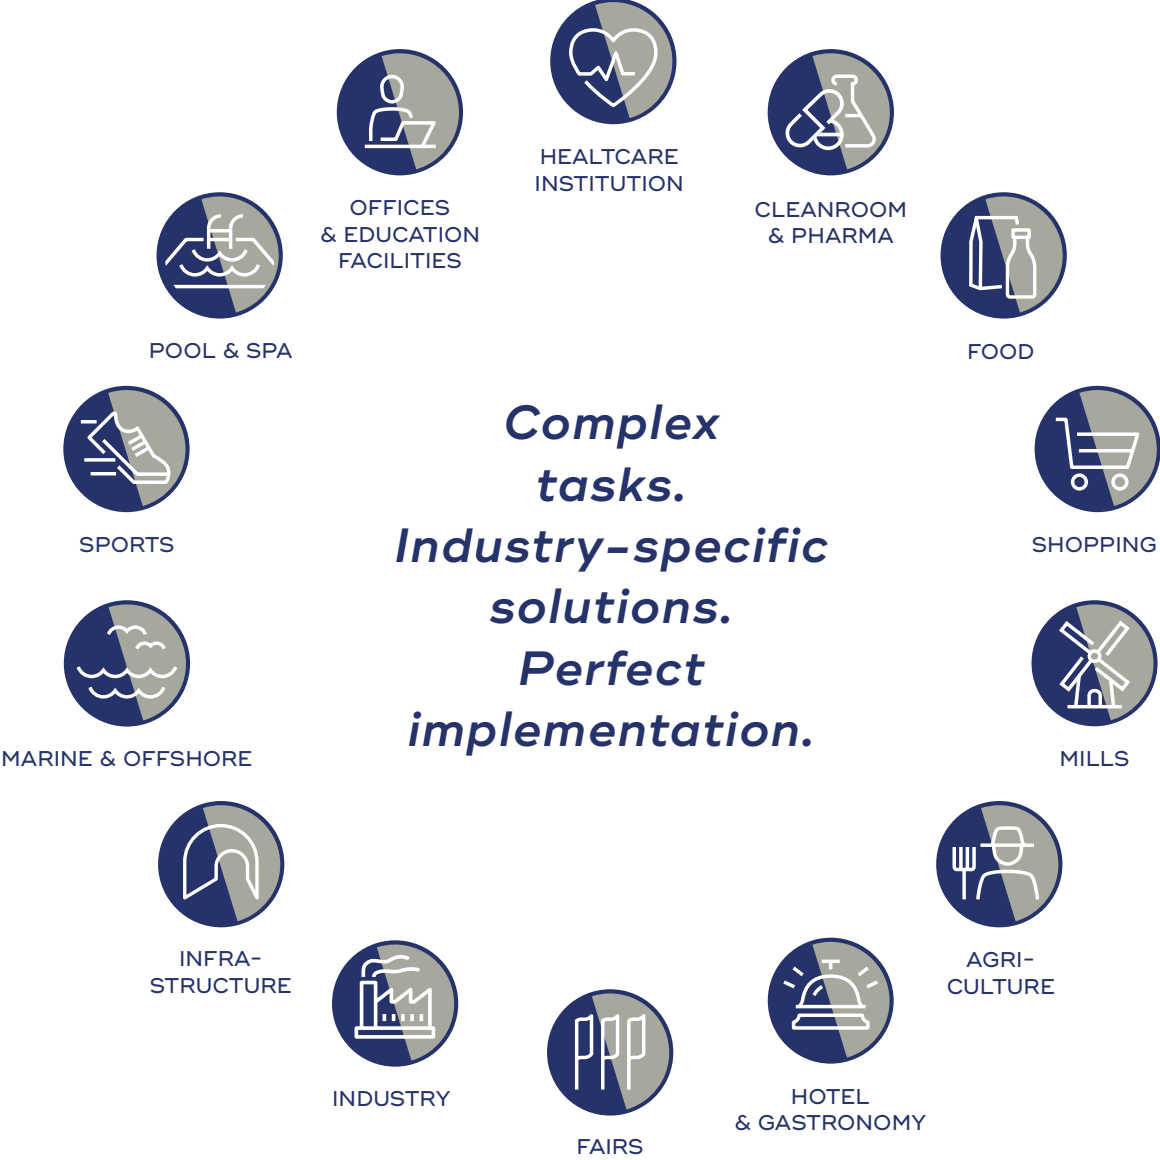 HEALTCARE
INSTITUTION
OFFICES
& EDUCATION
FACILITIES
CLEANROOM
& PHARMA
POOL & SPA
FOOD
Complex
tasks.
Industry-specific
solutions.
Perfect
implementation.
SPORTS
SHOPPING
MARINE & OFFSHORE
MILLS
INFRA-
STRUCTURE
AGRI-
CULTURE
INDUSTRY
HOTEL
& GASTRONOMY
FAIRS